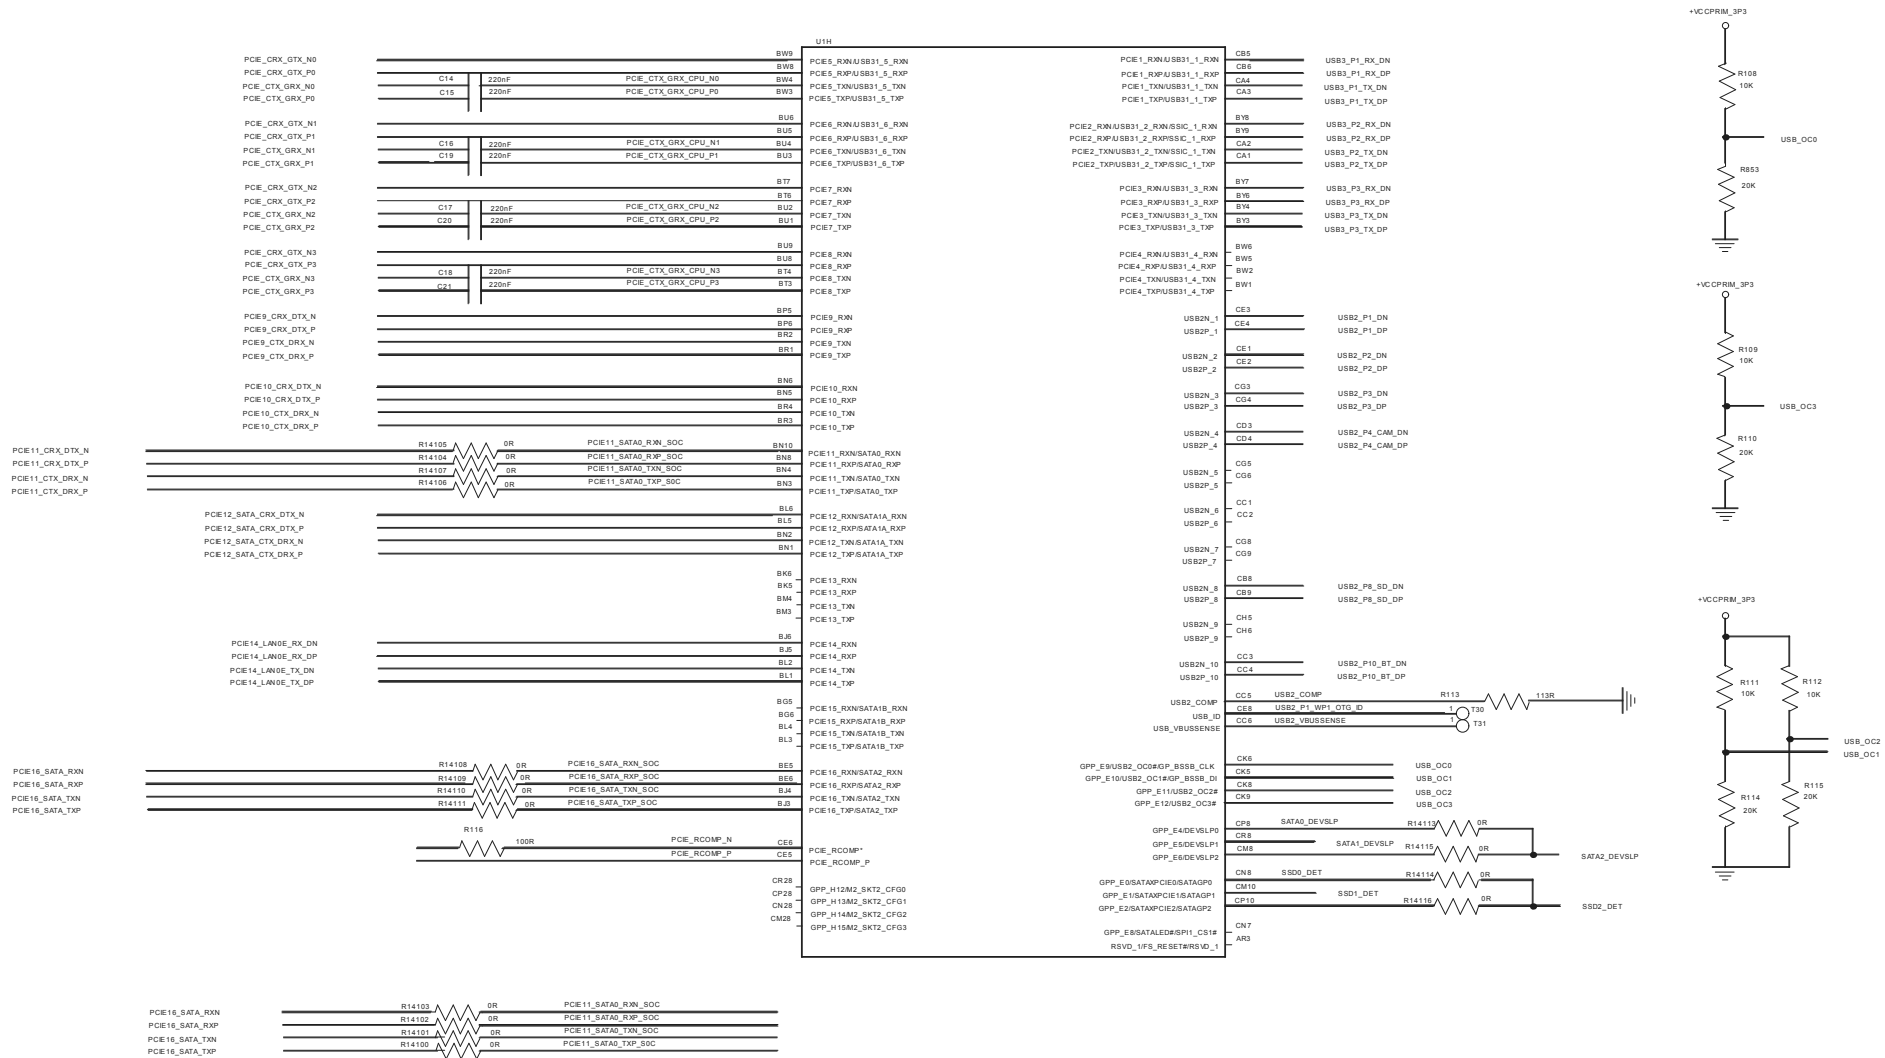 U1H
PCIE_CRX_GTX_N0 BW9 PCIE5_RXN/USB31_5_RXN
PCIE_CRX_GTX_P0 BW8 PCIE5_RXP/USB31_5_RXP
PCIE_CTX_GRX_N0 C14 220nF PCIE_CTX_GRX_CPU_N0 BW4 PCIE5_TXN/USB31_5_TXN
PCIE_CTX_GRX_P0 C15 220nF PCIE_CTX_GRX_CPU_P0 BW3 PCIE5_TXP/USB31_5_TXP
PCIE_CRX_GTX_N1 BU6 PCIE6_RXN/USB31_6_RXN
PCIE_CRX_GTX_P1 BU5 PCIE6_RXP/USB31_6_RXP
PCIE_CTX_GRX_N1 C16 220nF PCIE_CTX_GRX_CPU_N1 BU4 PCIE6_TXN/USB31_6_TXN
PCIE_CTX_GRX_P1 C19 220nF PCIE_CTX_GRX_CPU_P1 BU3 PCIE6_TXP/USB31_6_TXP
PCIE_CRX_GTX_N2 BT7 PCIE7_RXN
PCIE_CRX_GTX_P2 BT6 PCIE7_RXP
PCIE_CTX_GRX_N2 C17 220nF PCIE_CTX_GRX_CPU_N2 BU2 PCIE7_TXN
PCIE_CTX_GRX_P2 C20 220nF PCIE_CTX_GRX_CPU_P2 BU1 PCIE7_TXP
PCIE_CRX_GTX_N3 BU9 PCIE8_RXN
PCIE_CRX_GTX_P3 BU8 PCIE8_RXP
PCIE_CTX_GRX_N3 C18 220nF PCIE_CTX_GRX_CPU_N3 BT4 PCIE8_TXN
PCIE_CTX_GRX_P3 C21 220nF PCIE_CTX_GRX_CPU_P3 BT3 PCIE8_TXP
PCIE9_CRX_DTX_N BP5 PCIE9_RXN
PCIE9_CRX_DTX_P BP6 PCIE9_RXP
PCIE9_CTX_DRX_N BR2 PCIE9_TXN
PCIE9_CTX_DRX_P BR1 PCIE9_TXP
PCIE10_CRX_DTX_N BN6 PCIE10_RXN
PCIE10_CRX_DTX_P BN5 PCIE10_RXP
PCIE10_CTX_DRX_N BR4 PCIE10_TXN
PCIE10_CTX_DRX_P BR3 PCIE10_TXP
PCIE11_CRX_DTX_N R14105 0R PCIE11_SATA0_RXN_SOC BN10 PCIE11_RXN/SATA0_RXN
PCIE11_CRX_DTX_P R14104 0R PCIE11_SATA0_RXP_SOC BN8 PCIE11_RXP/SATA0_RXP
PCIE11_CTX_DRX_N R14107 0R PCIE11_SATA0_TXN_SOC BN4 PCIE11_TXN/SATA0_TXN
PCIE11_CTX_DRX_P R14106 0R PCIE11_SATA0_TXP_S0C BN3 PCIE11_TXP/SATA0_TXP
PCIE12_SATA_CRX_DTX_N BL6 PCIE12_RXN/SATA1A_RXN
PCIE12_SATA_CRX_DTX_P BL5 PCIE12_RXP/SATA1A_RXP
PCIE12_SATA_CTX_DRX_N BN2 PCIE12_TXN/SATA1A_TXN
PCIE12_SATA_CTX_DRX_P BN1 PCIE12_TXP/SATA1A_TXP
BK6 PCIE13_RXN
BK5 PCIE13_RXP
BM4 PCIE13_TXN
BM3 PCIE13_TXP
PCIE14_LAN0E_RX_DN BJ6 PCIE14_RXN
PCIE14_LAN0E_RX_DP BJ5 PCIE14_RXP
PCIE14_LAN0E_TX_DN BL2 PCIE14_TXN
PCIE14_LAN0E_TX_DP BL1 PCIE14_TXP
BG5 PCIE15_RXN/SATA1B_RXN
BG6 PCIE15_RXP/SATA1B_RXP
BL4 PCIE15_TXN/SATA1B_TXN
BL3 PCIE15_TXP/SATA1B_TXP
PCIE16_SATA_RXN R14108 0R PCIE16_SATA_RXN_SOC BE5 PCIE16_RXN/SATA2_RXN
PCIE16_SATA_RXP R14109 0R PCIE16_SATA_RXP_SOC BE6 PCIE16_RXP/SATA2_RXP
PCIE16_SATA_TXN R14110 0R PCIE16_SATA_TXN_SOC BJ4 PCIE16_TXN/SATA2_TXN
PCIE16_SATA_TXP R14111 0R PCIE16_SATA_TXP_SOC BJ3 PCIE16_TXP/SATA2_TXP
R116 100R PCIE_RCOMP_N CE6 PCIE_RCOMP*
PCIE_RCOMP_P CE5 PCIE_RCOMP_P
CR28 GPP_H12/M2_SKT2_CFG0
CP28 GPP_H13/M2_SKT2_CFG1
CN28 GPP_H14/M2_SKT2_CFG2
CM28 GPP_H15/M2_SKT2_CFG3
PCIE1_RXN/USB31_1_RXN CB5 USB3_P1_RX_DN
PCIE1_RXP/USB31_1_RXP CB6 USB3_P1_RX_DP
PCIE1_TXN/USB31_1_TXN CA4 USB3_P1_TX_DN
PCIE1_TXP/USB31_1_TXP CA3 USB3_P1_TX_DP
PCIE2_RXN/USB31_2_RXN/SSIC_1_RXN BY8 USB3_P2_RX_DN
PCIE2_RXP/USB31_2_RXP/SSIC_1_RXP BY9 USB3_P2_RX_DP
PCIE2_TXN/USB31_2_TXN/SSIC_1_TXN CA2 USB3_P2_TX_DN
PCIE2_TXP/USB31_2_TXP/SSIC_1_TXP CA1 USB3_P2_TX_DP
PCIE3_RXN/USB31_3_RXN BY7 USB3_P3_RX_DN
PCIE3_RXP/USB31_3_RXP BY6 USB3_P3_RX_DP
PCIE3_TXN/USB31_3_TXN BY4 USB3_P3_TX_DN
PCIE3_TXP/USB31_3_TXP BY3 USB3_P3_TX_DP
PCIE4_RXN/USB31_4_RXN BW6
PCIE4_RXP/USB31_4_RXP BW5
PCIE4_TXN/USB31_4_TXN BW2
PCIE4_TXP/USB31_4_TXP BW1
USB2N_1 CE3 USB2_P1_DN
USB2P_1 CE4 USB2_P1_DP
USB2N_2 CE1 USB2_P2_DN
USB2P_2 CE2 USB2_P2_DP
USB2N_3 CG3 USB2_P3_DN
USB2P_3 CG4 USB2_P3_DP
USB2N_4 CD3 USB2_P4_CAM_DN
USB2P_4 CD4 USB2_P4_CAM_DP
USB2N_5 CG5
USB2P_5 CG6
USB2N_6 CC1
USB2P_6 CC2
USB2N_7 CG8
USB2P_7 CG9
USB2N_8 CB8 USB2_P8_SD_DN
USB2P_8 CB9 USB2_P8_SD_DP
USB2N_9 CH5
USB2P_9 CH6
USB2N_10 CC3 USB2_P10_BT_DN
USB2P_10 CC4 USB2_P10_BT_DP
USB2_COMP CC5 USB2_COMP R113 113R
USB_ID CE8 USB2_P1_WP1_OTG_ID 1 T30
USB_VBUSSENSE CC6 USB2_VBUSSENSE 1 T31
GPP_E9/USB2_OC0#/GP_BSSB_CLK CK6 USB_OC0
GPP_E10/USB2_OC1#/GP_BSSB_DI CK5 USB_OC1
GPP_E11/USB2_OC2# CK8 USB_OC2
GPP_E12/USB2_OC3# CK9 USB_OC3
GPP_E4/DEVSLP0 CP8 SATA0_DEVSLP R14113 0R
GPP_E5/DEVSLP1 CR8 SATA1_DEVSLP
GPP_E6/DEVSLP2 CM8 R14115 0R SATA2_DEVSLP
GPP_E0/SATAXPCIE0/SATAGP0 CN8 SSD0_DET R14114 0R
GPP_E1/SATAXPCIE1/SATAGP1 CM10 SSD1_DET
GPP_E2/SATAXPCIE2/SATAGP2 CP10 R14116 0R SSD2_DET
GPP_E8/SATALED#/SPI1_CS1# CN7
RSVD_1/FS_RESET#/RSVD_1 AR3
+VCCPRIM_3P3
R108
10K
USB_OC0
R853
20K
+VCCPRIM_3P3
R109
10K
USB_OC3
R110
20K
+VCCPRIM_3P3
R111 R112
10K 10K
USB_OC2
USB_OC1
R114 R115
20K 20K
PCIE16_SATA_RXN R14103 0R PCIE11_SATA0_RXN_SOC
PCIE16_SATA_RXP R14102 0R PCIE11_SATA0_RXP_SOC
PCIE16_SATA_TXN R14101 0R PCIE11_SATA0_TXN_SOC
PCIE16_SATA_TXP R14100 0R PCIE11_SATA0_TXP_S0C